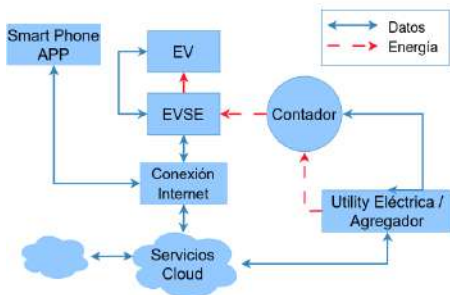 Smart Phone
APP
EV
EVSE
Conexión
Internet
Servicios
Cloud
Contador
Utility Eléctrica /
Agregador
Datos
Energía